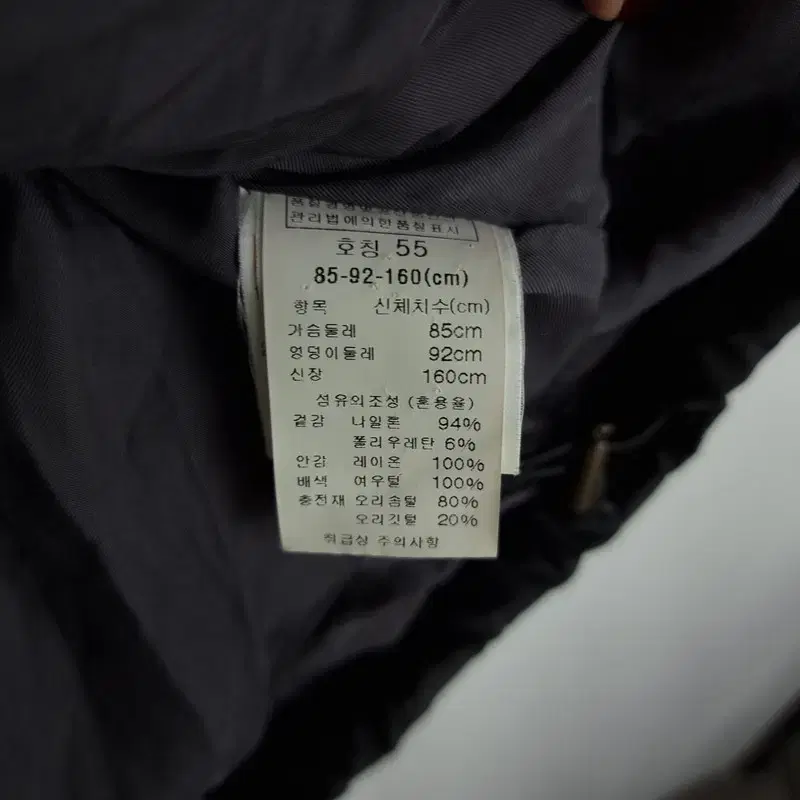 관리법에의한품질표시
호칭 55
85-92-160(cm)
항목 신체치수(cm)
가슴둘레 85cm
엉덩이둘레 92cm
신장 160cm
섬유의조성 (혼용율)
겉감 나일론 94%
폴리우레탄 6%
안감 레이온 100%
배색 여우털 100%
충전재 오리솜털 80%
오리깃털 20%
취급상 주의사항